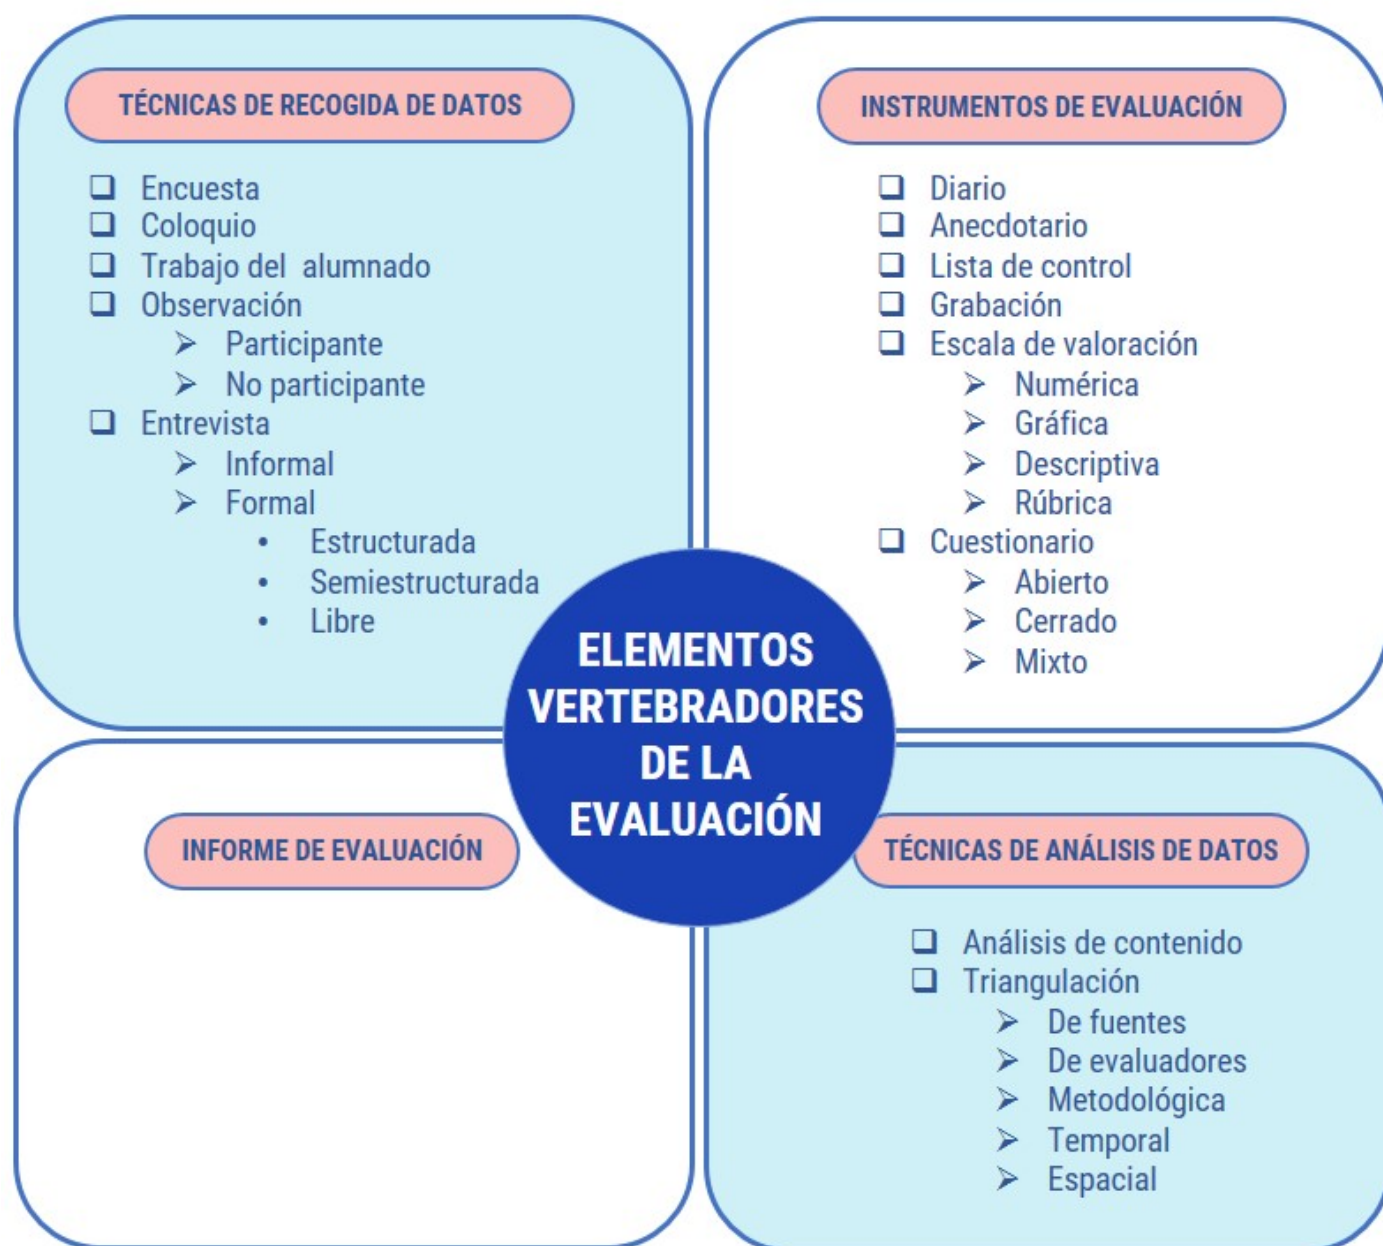 TÉCNICAS DE RECOGIDA DE DATOS
Encuesta
Coloquio
Trabajo del  alumnado
Observación
Participante
No participante
Entrevista
Informal
Formal
Estructurada
Semiestructurada
Libre
INSTRUMENTOS DE EVALUACIÓN
Diario
Anecdotario
Lista de control
Grabación
Escala de valoración
Numérica
Gráfica
Descriptiva
Rúbrica
Cuestionario
Abierto
Cerrado
Mixto
ELEMENTOS
VERTEBRADORES
DE LA
EVALUACIÓN
INFORME DE EVALUACIÓN
TÉCNICAS DE ANÁLISIS DE DATOS
Análisis de contenido
Triangulación
De fuentes
De evaluadores
Metodológica
Temporal
Espacial